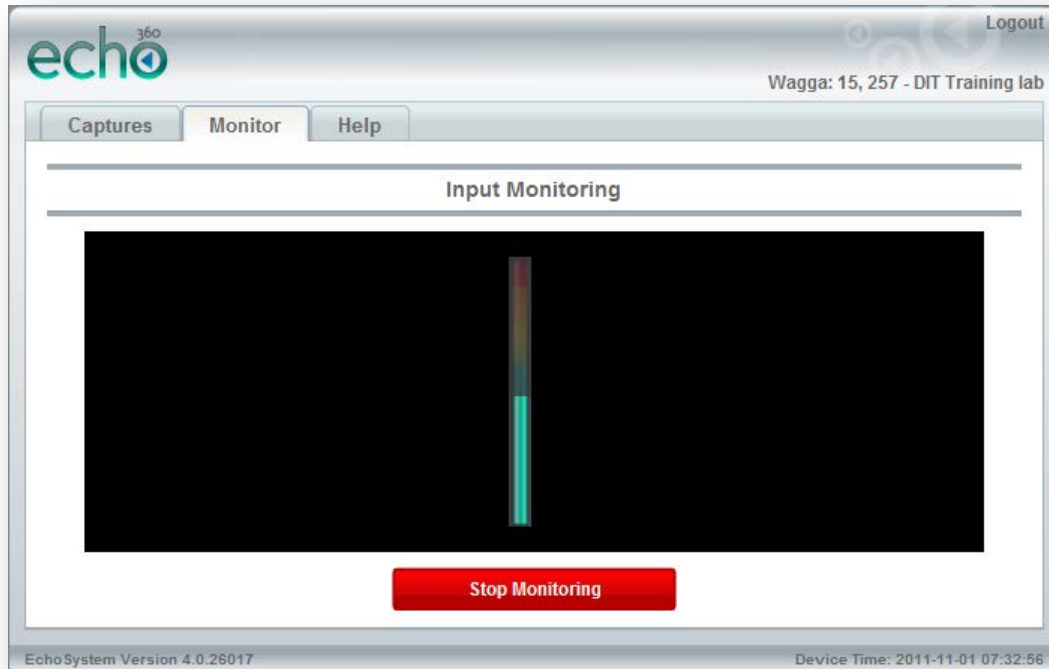 Logout
echo
360
Wagga: 15, 257 - DIT Training lab
Captures Monitor Help
Input Monitoring
Stop Monitoring
EchoSystem Version 4.0.26017 Device Time: 2011-11-01 07:32:56